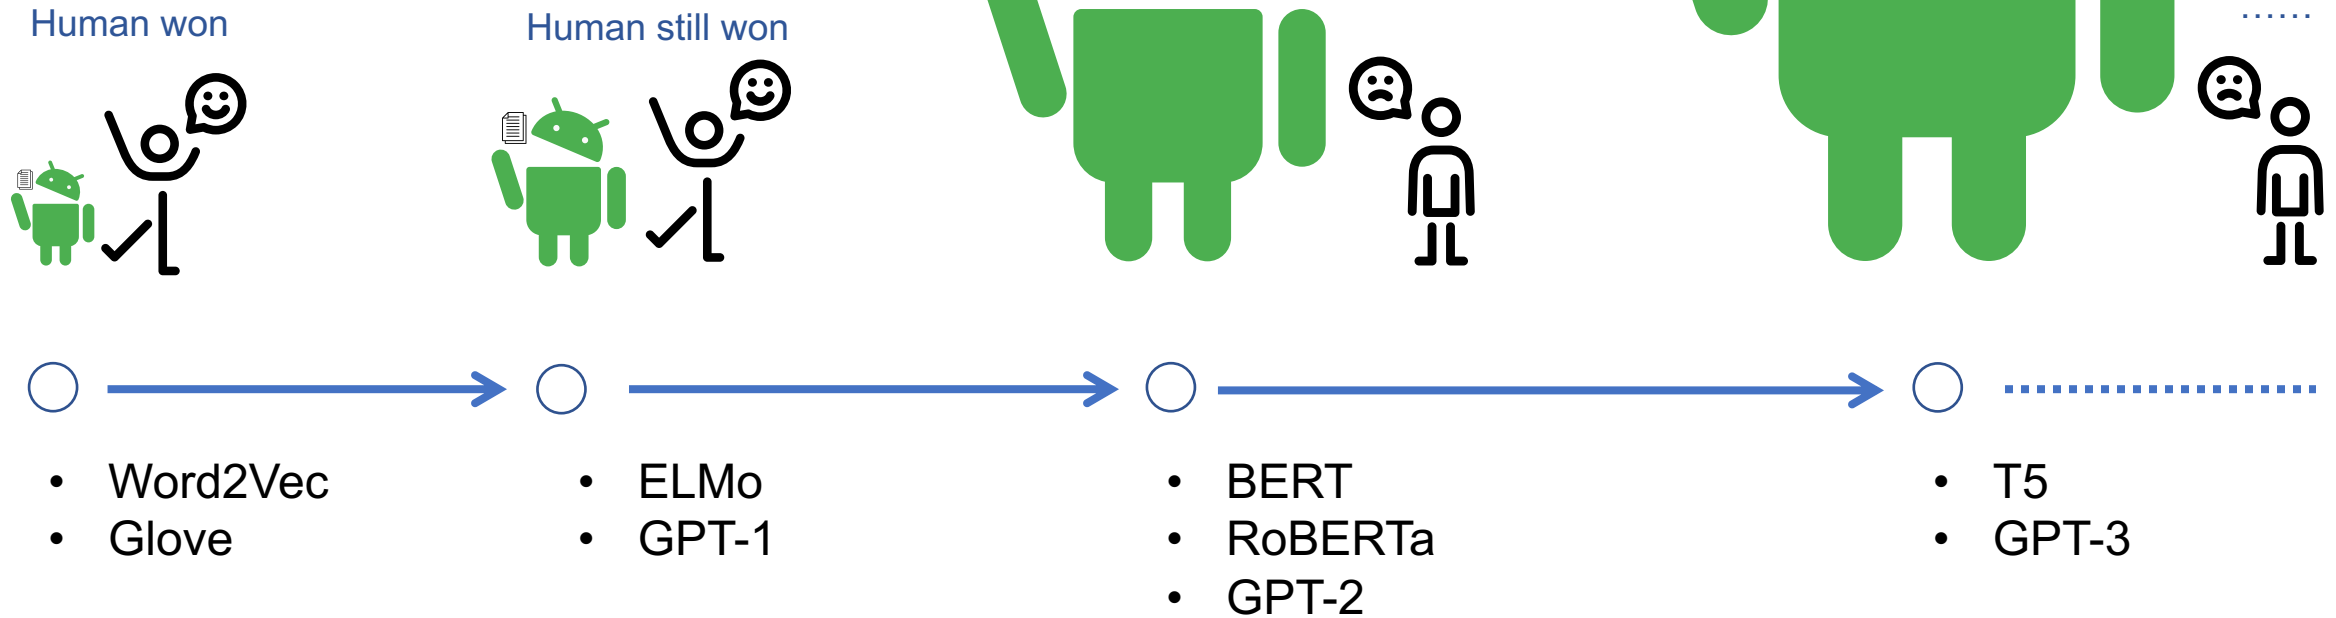 Human won
Human still won
......
• Word2Vec
• Glove
• ELMo
• GPT-1
• BERT
• RoBERTa
• GPT-2
• T5
• GPT-3